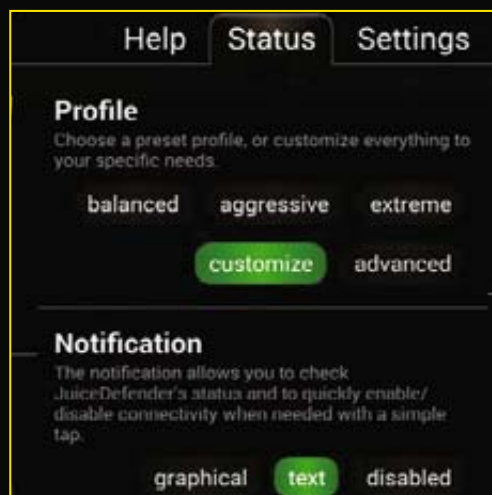 Help Status Settings
Profile
Choose a preset profile, or customize everything to
your specific needs.
balanced aggressive extreme
customize advanced
Notification
The notification allows you to check
JuiceDefender's status and to quickly enable/
disable connectivity when needed with a simple
tap.
graphical text disabled